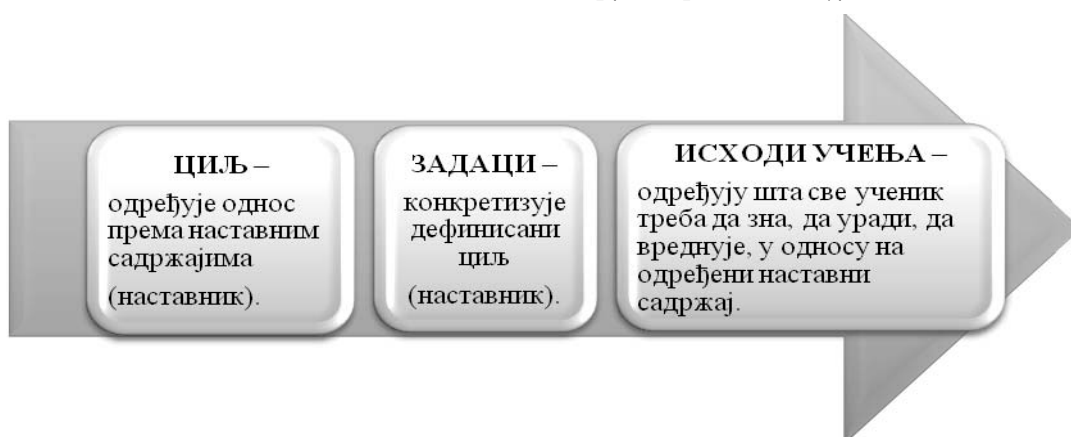 ЦИЉ –
одређује однос
према наставним
садржајима
(наставник).
ЗАДАЦИ –
конкретизује
дефинисани
циљ
(наставник).
ИСХОДИ УЧЕЊА –
одређују шта све ученик
треба да зна, да уради, да
вреднује, у односу на
одређени наставни
садржај.